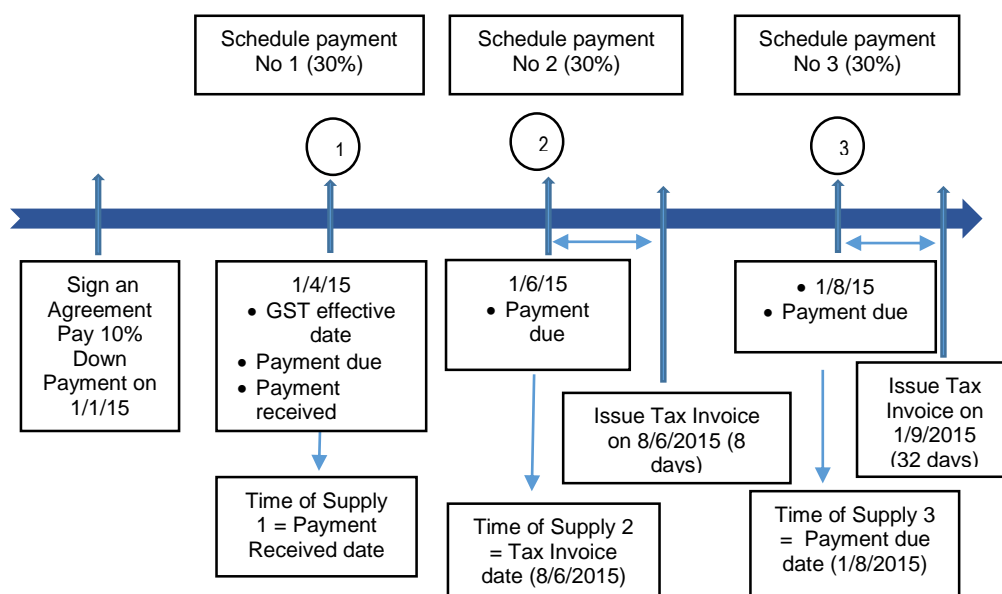 Schedule payment
No 1 (30%)
Schedule payment
No 2 (30%)
Schedule payment
No 3 (30%)
1
2
3
Sign an
Agreement
Pay 10%
Down
Payment on
1/1/15
1/4/15
• GST effective
date
• Payment due
• Payment
received
1/6/15
• Payment
due
• 1/8/15
• Payment due
Issue Tax Invoice
on 8/6/2015 (8
days)
Issue Tax
Invoice on
1/9/2015
(32 days)
Time of Supply
1 = Payment
Received date
Time of Supply 2
= Tax Invoice
date (8/6/2015)
Time of Supply 3
= Payment due
date (1/8/2015)